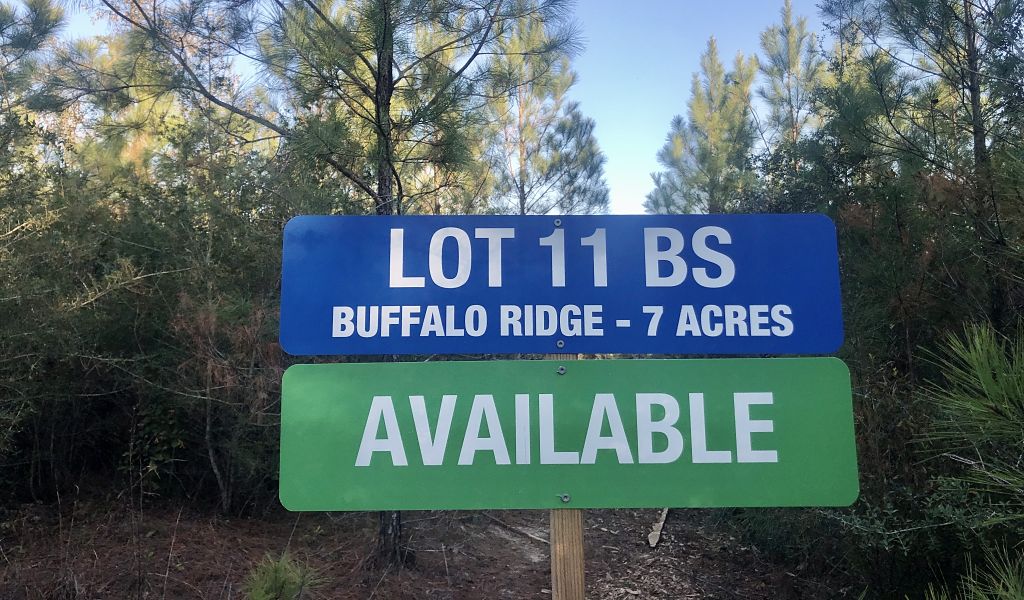 LOT 11 BS
BUFFALO RIDGE - 7 ACRES
AVAILABLE